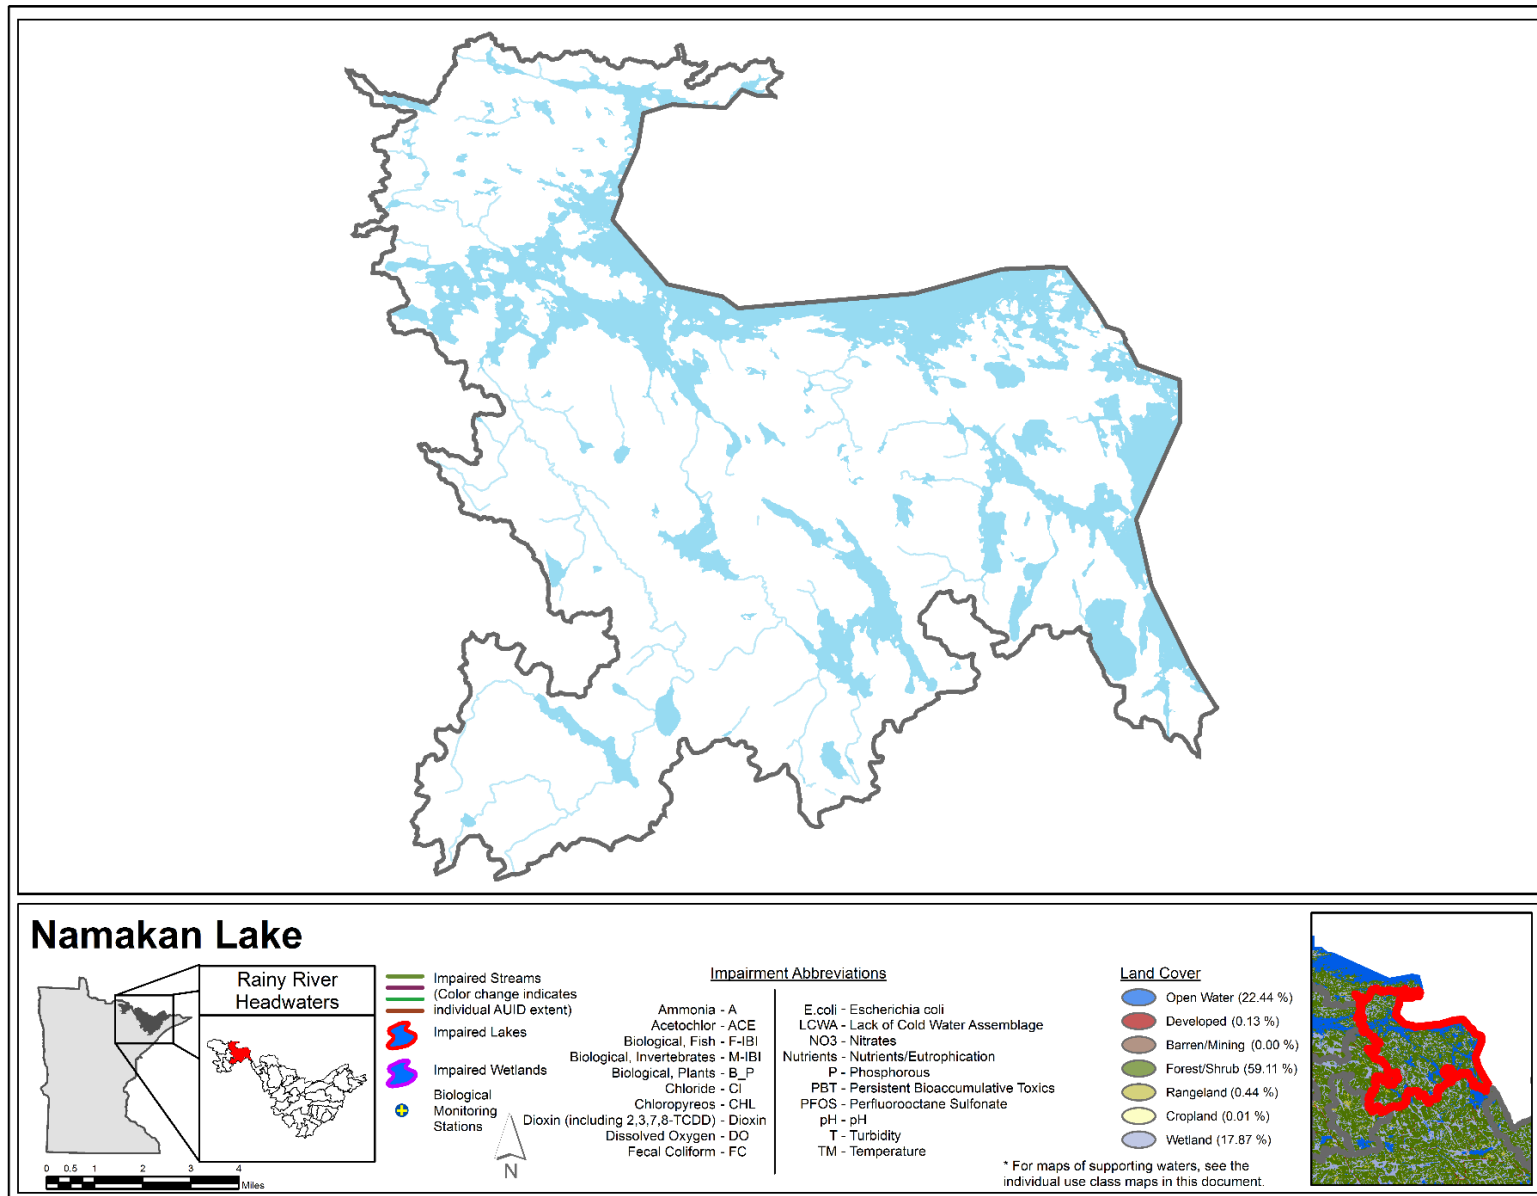 Namakan Lake
Rainy River
Headwaters
0 0.5 1 2 3 4
Miles
Impaired Streams
(Color change indicates
individual AUID extent)
Impaired Lakes
Impaired Wetlands
Biological
Monitoring
Stations
N
Impairment Abbreviations
Ammonia - A
Acetochlor - ACE
Biological, Fish - F-IBI
Biological, Invertebrates - M-IBI
Biological, Plants - B_P
Chloride - Cl
Chloropyreos - CHL
Dioxin (including 2,3,7,8-TCDD) - Dioxin
Dissolved Oxygen - DO
Fecal Coliform - FC
E.coli - Escherichia coli
LCWA - Lack of Cold Water Assemblage
NO3 - Nitrates
Nutrients - Nutrients/Eutrophication
P - Phosphorous
PBT - Persistent Bioaccumulative Toxics
PFOS - Perfluorooctane Sulfonate
pH - pH
T - Turbidity
TM - Temperature
Land Cover
Open Water (22.44 %)
Developed (0.13 %)
Barren/Mining (0.00 %)
Forest/Shrub (59.11 %)
Rangeland (0.44 %)
Cropland (0.01 %)
Wetland (17.87 %)
* For maps of supporting waters, see the
individual use class maps in this document.